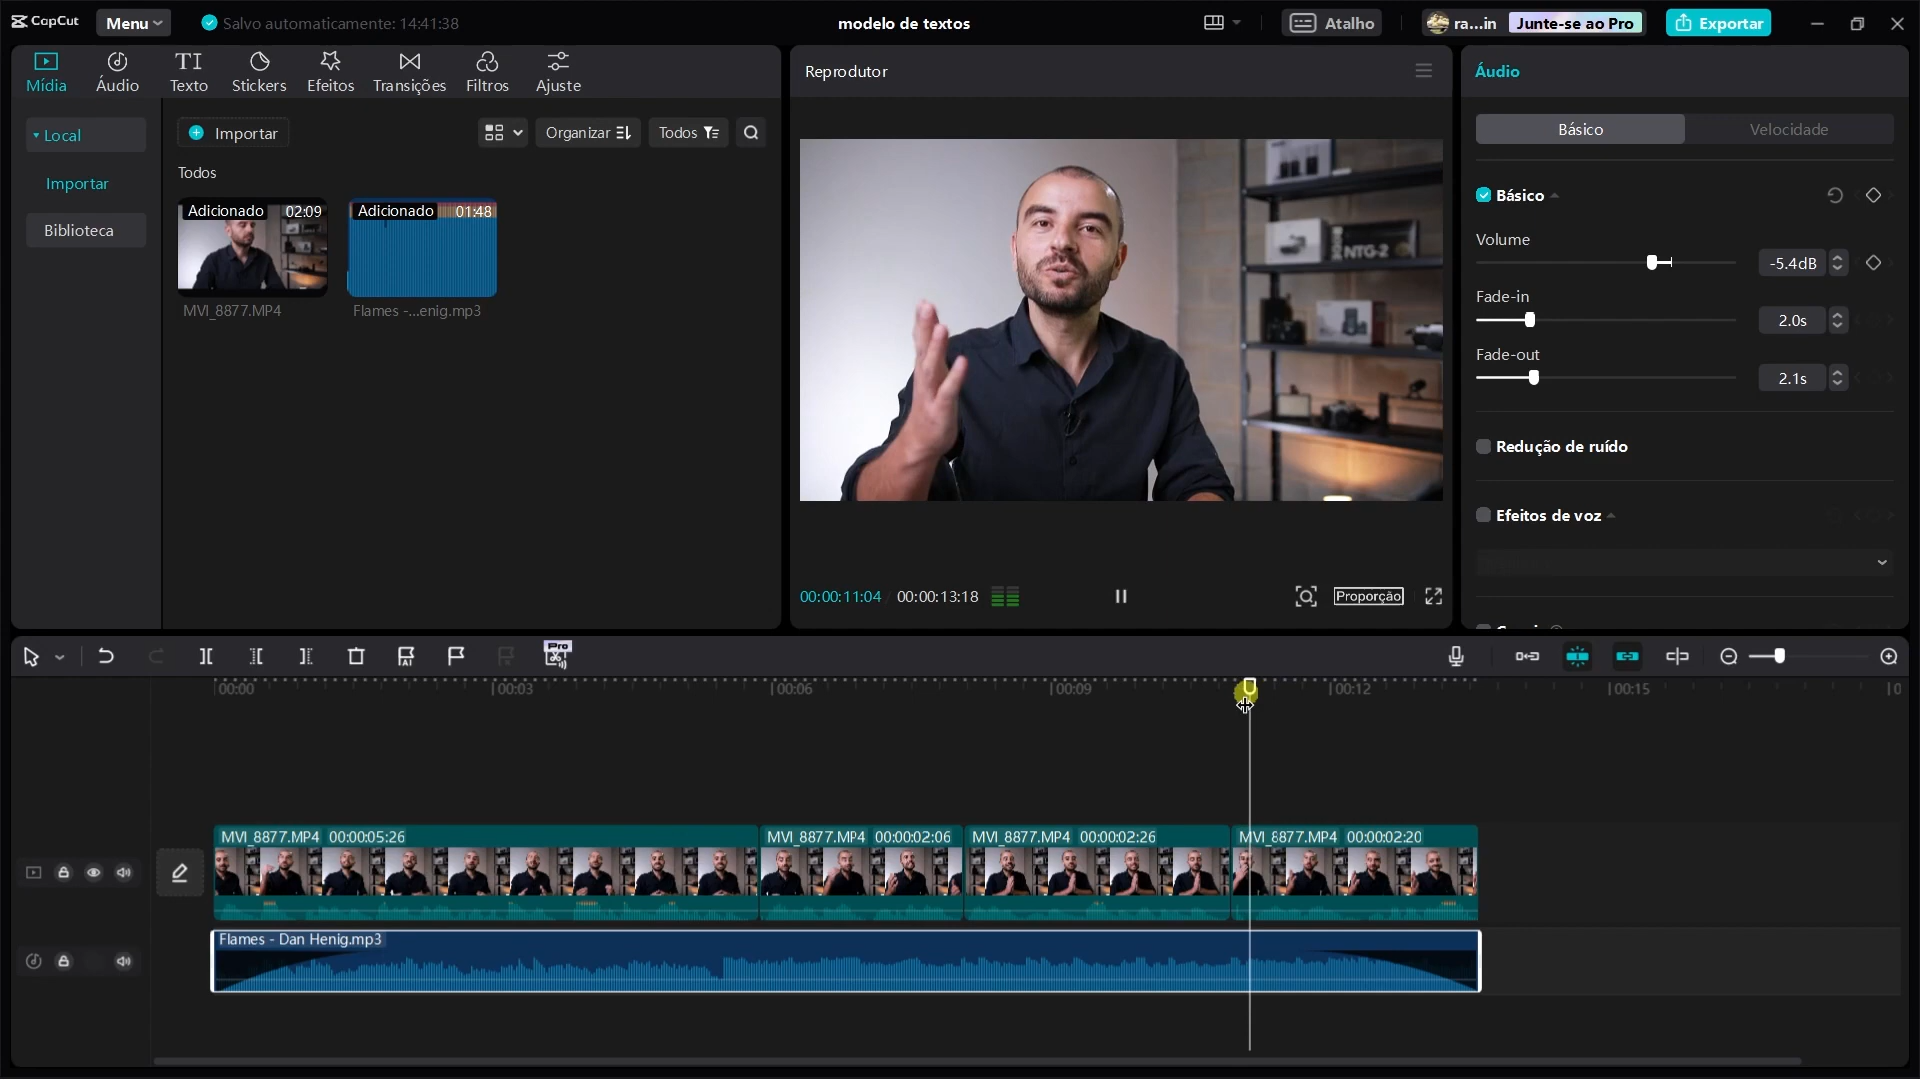 CapCut
Menu
Salvo automaticamente: 14:41:38
modelo de textos
Atalho
ra...in
Junte-se ao Pro
Exportar
Mídia
Áudio
Texto
Stickers
Efeitos
Transições
Filtros
Ajuste
Local
Importar
Biblioteca
Importar
Organizar
Todos
Todos
Adicionado 02:09
MVI_8877.MP4
Adicionado 01:48
Flames -...enig.mp3
Reprodutor
NTG-2
00:00:11:04 / 00:00:13:18
Proporção
Áudio
Básico
Velocidade
Básico
Volume
-5.4dB
Fade-in
2.0s
Fade-out
2.1s
Redução de ruído
Efeitos de voz
AI
Pro
00:00
00:03
00:06
00:09
00:12
00:15
MVI_8877.MP4 00:00:05:26
MVI_8877.MP4 00:00:02:06
MVI_8877.MP4 00:00:02:26
MVI_8877.MP4 00:00:02:20
Flames - Dan Henig.mp3